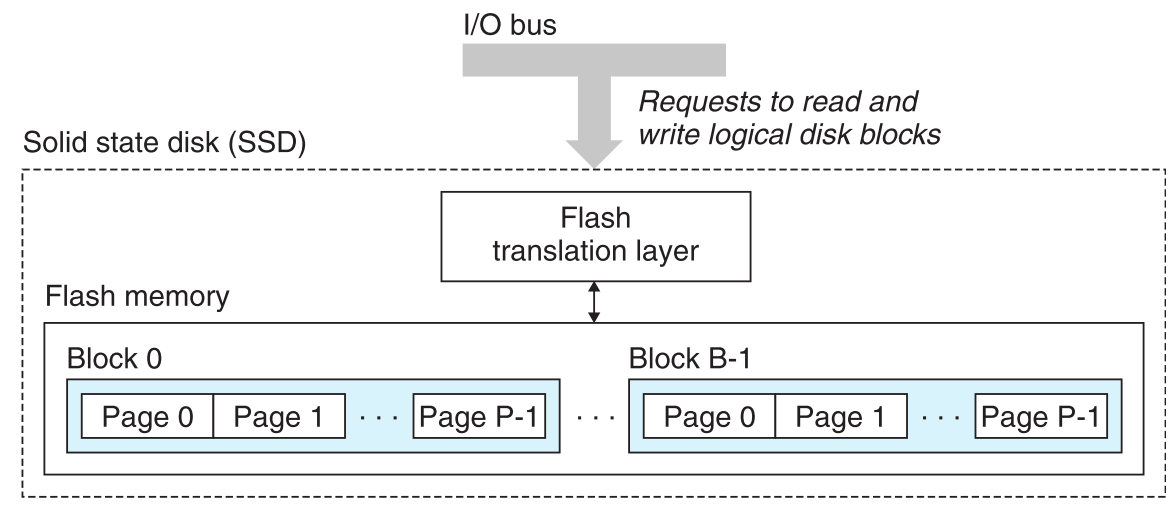 I/O bus
Requests to read and
write logical disk blocks
Solid state disk (SSD)
Flash
translation layer
Flash memory
Block 0
Block B-1
Page 0 Page 1 · · · Page P-1 · · · Page 0 Page 1 · · · Page P-1